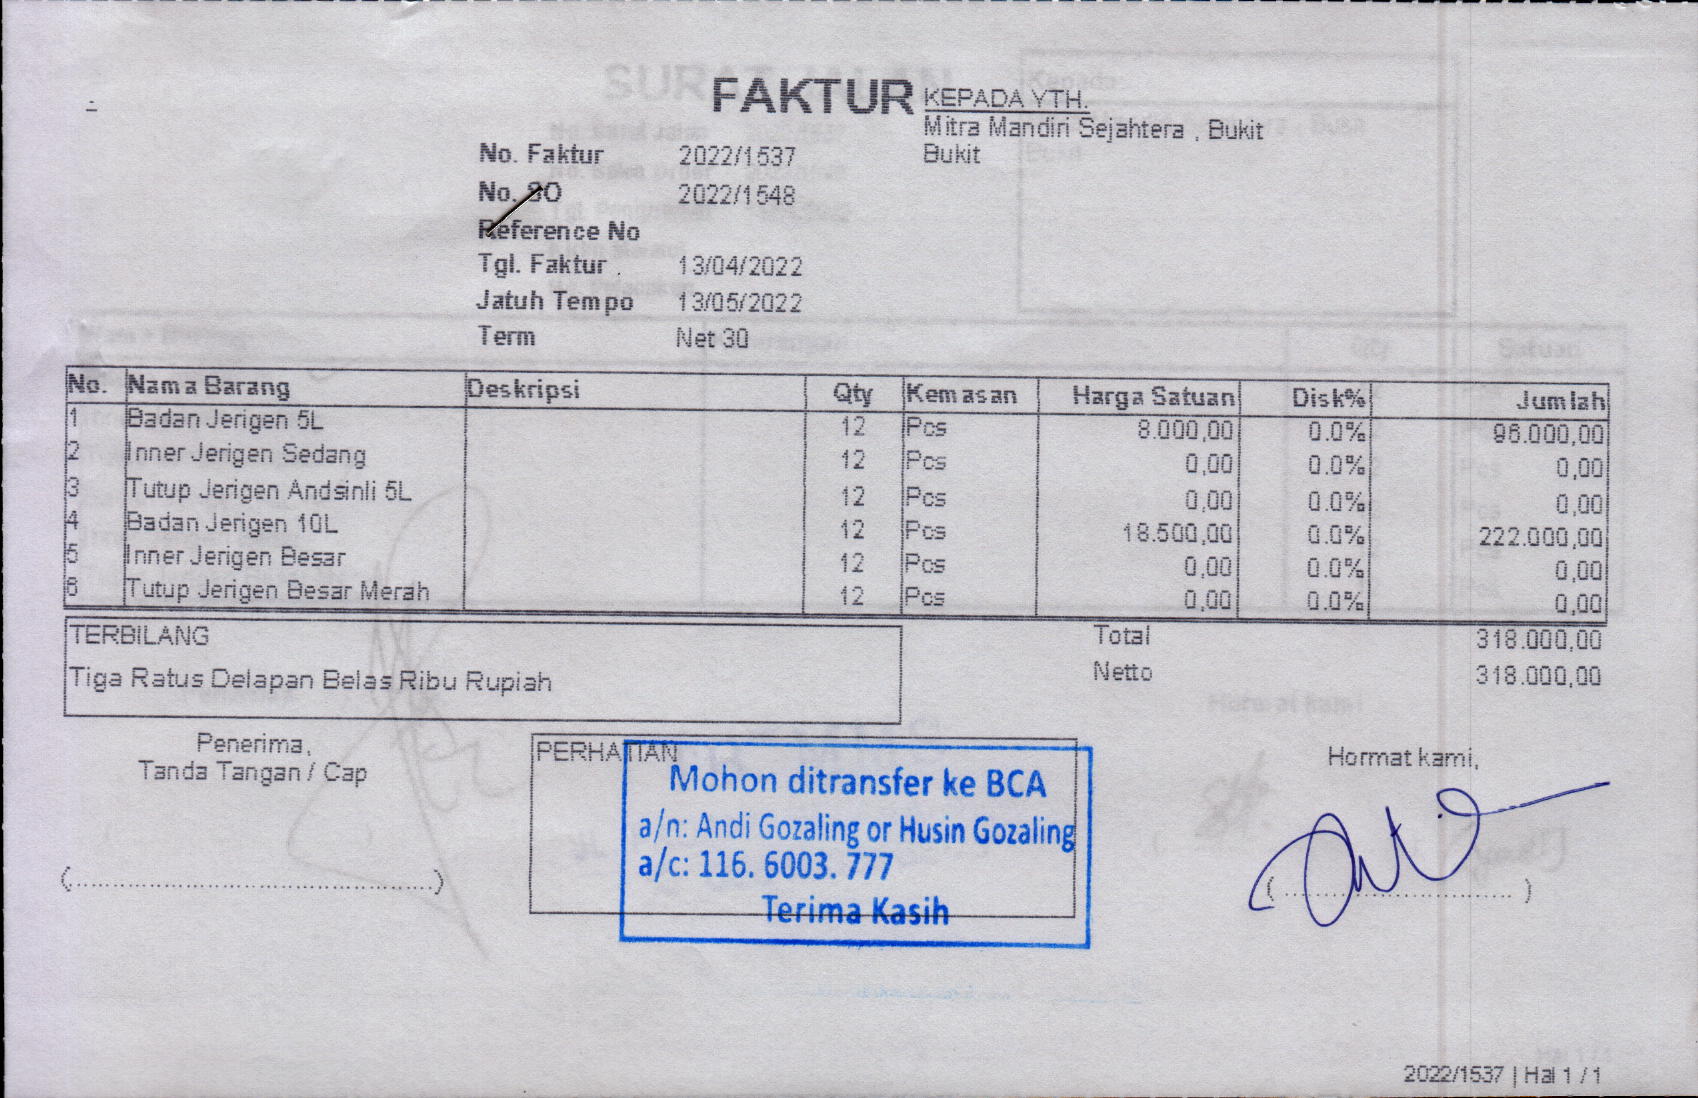 FAKTUR
KEPADA YTH.
Mitra Mandiri Sejahtera , Bukit
Bukit
No. Faktur 2022/1537
No. SO 2022/1548
Reference No
Tgl. Faktur 13/04/2022
Jatuh Tempo 13/05/2022
Term Net 30
No. Nama Barang Deskripsi Qty Kemasan Harga Satuan Disk% Jumlah
1 Badan Jerigen 5L 12 Pcs 8.000,00 0.0% 96.000,00
2 Inner Jerigen Sedang 12 Pcs 0,00 0.0% 0,00
3 Tutup Jerigen Andsinli 5L 12 Pcs 0,00 0.0% 0,00
4 Badan Jerigen 10L 12 Pcs 18.500,00 0.0% 222.000,00
5 Inner Jerigen Besar 12 Pcs 0,00 0.0% 0,00
6 Tutup Jerigen Besar Merah 12 Pcs 0,00 0.0% 0,00
TERBILANG
Tiga Ratus Delapan Belas Ribu Rupiah
Total 318.000,00
Netto 318.000,00
Penerima,
Tanda Tangan / Cap
PERHATIAN
Mohon ditransfer ke BCA
a/n: Andi Gozaling or Husin Gozaling
a/c: 116. 6003. 777
Terima Kasih
Hormat kami,
(..............................................)
( ................................ )
2022/1537 | Hal 1 / 1